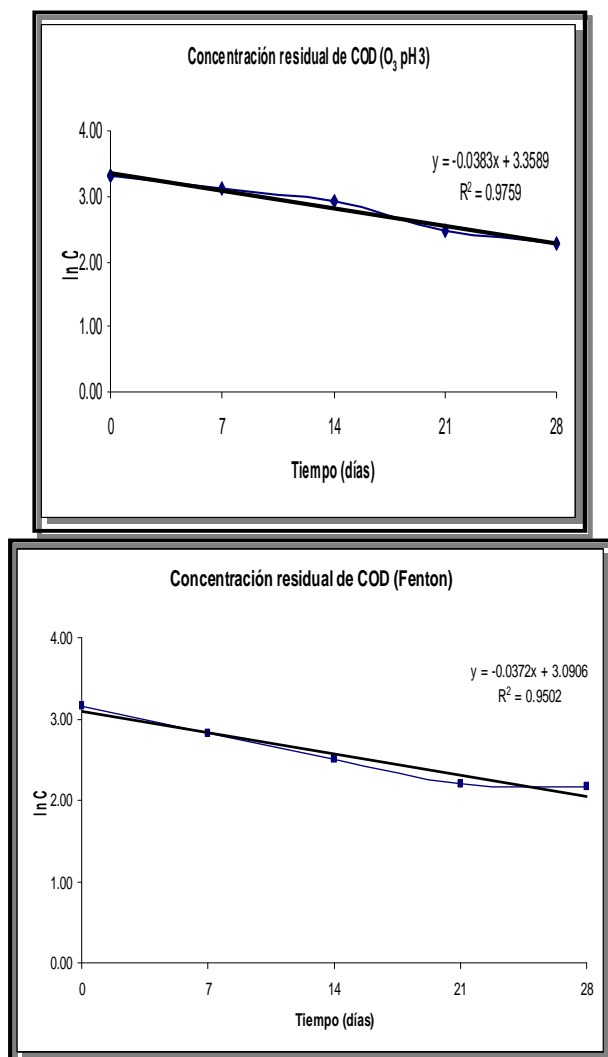 Concentración residual de COD (O₃ pH3)
4.00
y = -0.0383x + 3.3589
R² = 0.9759
3.00
ln C
2.00
1.00
0.00
0 7 14 21 28
Tiempo (días)
Concentración residual de COD (Fenton)
4.00
y = -0.0372x + 3.0906
R² = 0.9502
3.00
ln C
2.00
1.00
0.00
0 7 14 21 28
Tiempo (días)